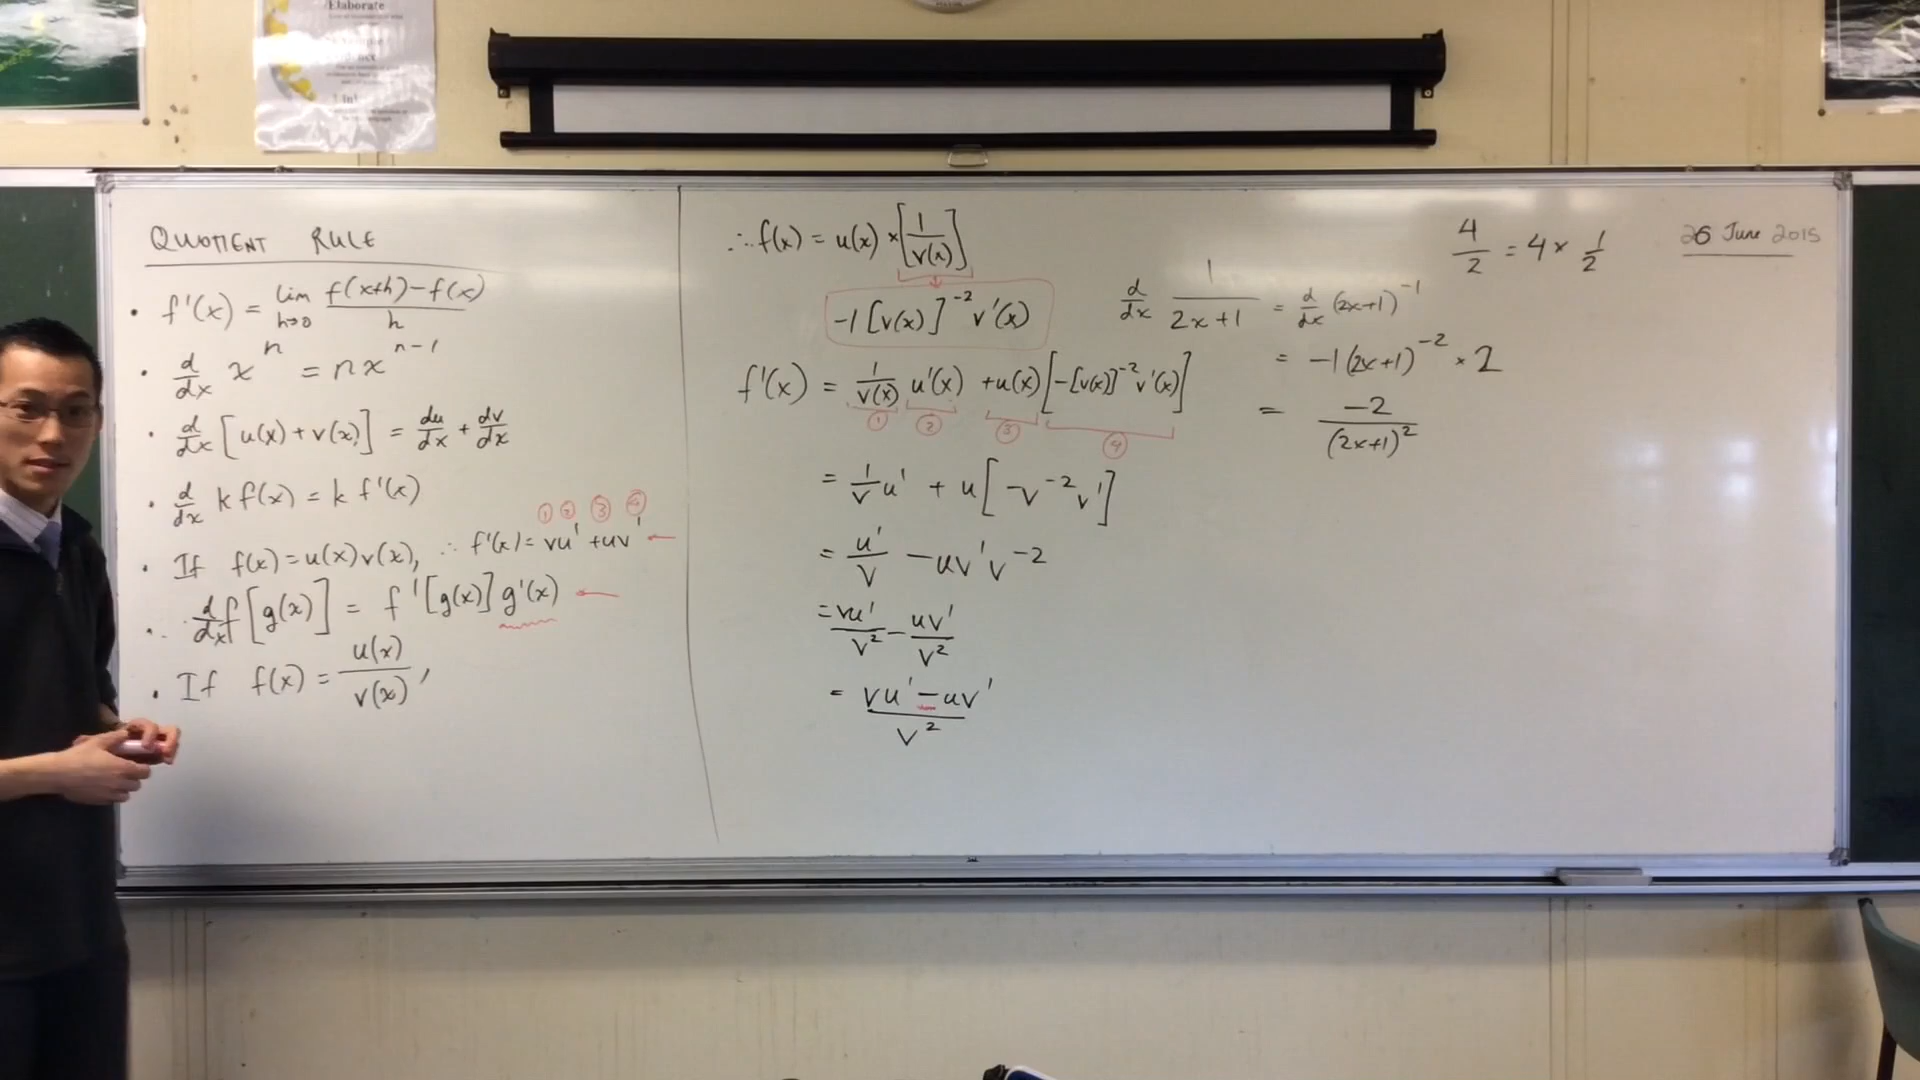 Elaborate
QUOTIENT RULE
• f'(x) = lim h→0 f(x+h)-f(x) / h
• d/dx x^n = nx^(n-1)
• d/dx [u(x) + v(x)] = du/dx + dv/dx
• d/dx k f(x) = k f'(x)
① ② ③ ④
• If f(x) = u(x)v(x), ∴ f'(x) = vu' + uv' ←
• d/dx f[g(x)] = f'[g(x)] g'(x) ←
• If f(x) = u(x)/v(x),
∴ f(x) = u(x) × [1/v(x)]
-1[v(x)]^-2 v'(x)
f'(x) = 1/v(x) u'(x) + u(x)[-[v(x)]^-2 v'(x)]
① ② ③ ④
= 1/v u' + u[-v^-2 v']
= u'/v - uv'v^-2
= vu'/v² - uv'/v²
= vu' - uv' / v²
d/dx 1/2x+1 = d/dx (2x+1)^-1
= -1(2x+1)^-2 × 2
= -2/(2x+1)²
4/2 = 4 × 1/2
26 June 2015